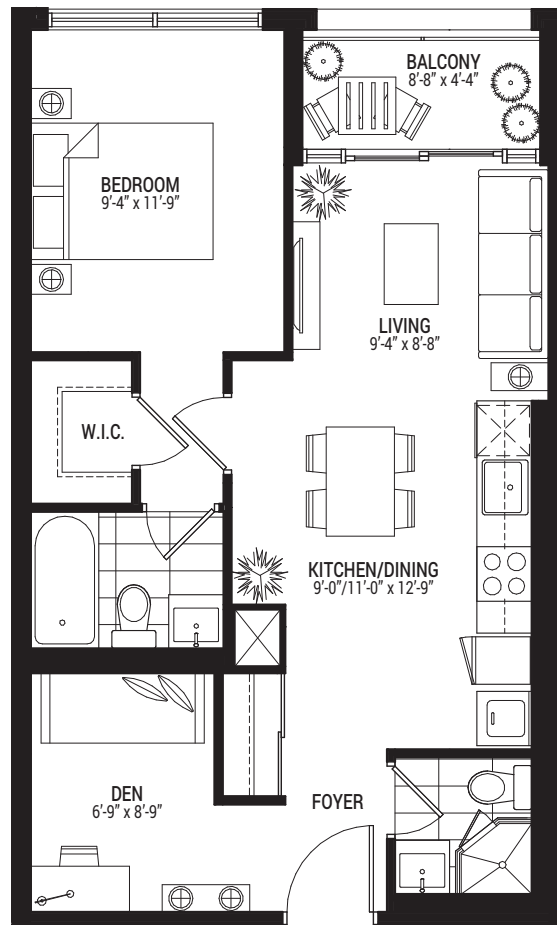 BALCONY
8'-8" x 4'-4"
BEDROOM
9'-4" x 11'-9"
LIVING
9'-4" x 8'-8"
W.I.C.
KITCHEN/DINING
9'-0"/11'-0" x 12'-9"
DEN
6'-9" x 8'-9"
FOYER